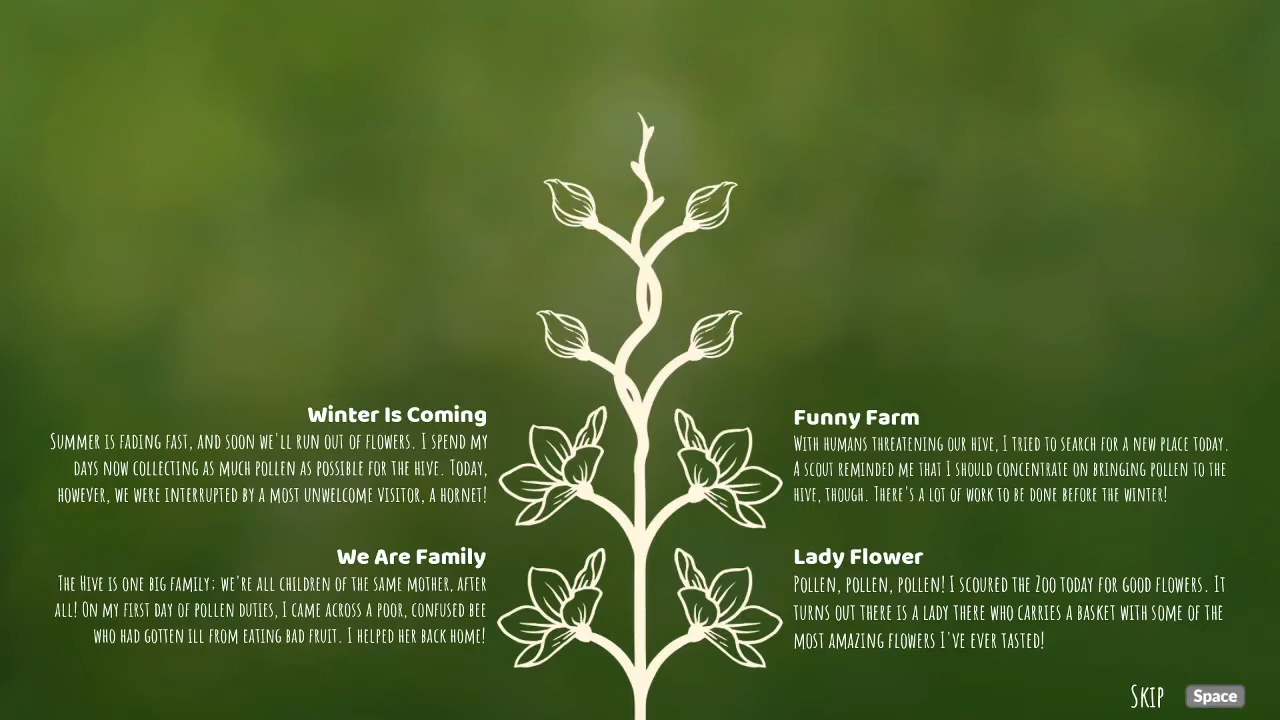 Winter Is Coming
Summer is fading fast, and soon we'll run out of flowers. I spend my
days now collecting as much pollen as possible for the hive. Today,
however, we were interrupted by a most unwelcome visitor, a hornet!
Funny Farm
With humans threatening our hive, I tried to search for a new place today.
A scout reminded me that I should concentrate on bringing pollen to the
hive, though. There's a lot of work to be done before the winter!
We Are Family
The Hive is one big family; we're all children of the same mother, after
all! On my first day of pollen duties, I came across a poor, confused bee
who had gotten ill from eating bad fruit. I helped her back home!
Lady Flower
Pollen, pollen, pollen! I scoured the Zoo today for good flowers. It
turns out there is a lady there who carries a basket with some of the
most amazing flowers I've ever tasted!
Skip Space